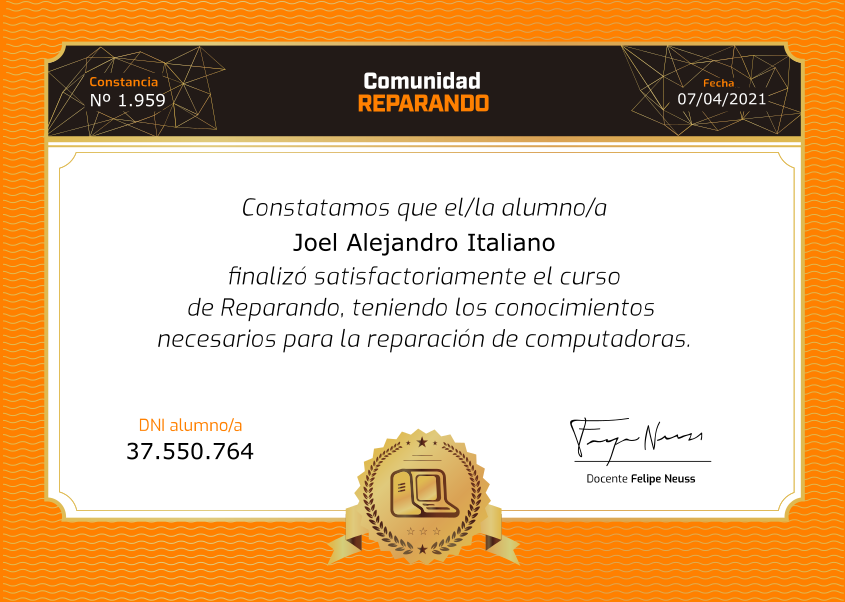 Constancia
Nº 1.959
Comunidad
REPARANDO
Fecha
07/04/2021
Constatamos que el/la alumno/a
Joel Alejandro Italiano
finalizó satisfactoriamente el curso
de Reparando, teniendo los conocimientos
necesarios para la reparación de computadoras.
DNI alumno/a
37.550.764
Felipe Neuss
Docente Felipe Neuss